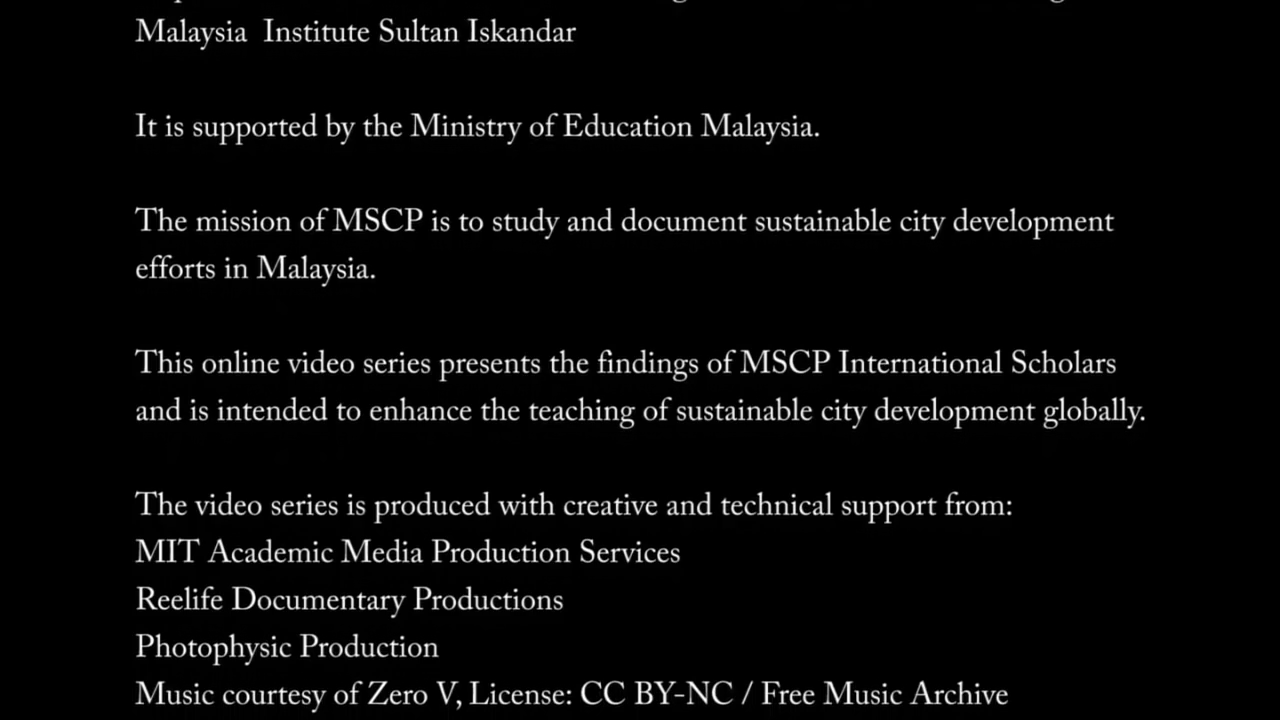 Malaysia Institute Sultan Iskandar
It is supported by the Ministry of Education Malaysia.
The mission of MSCP is to study and document sustainable city development
efforts in Malaysia.
This online video series presents the findings of MSCP International Scholars
and is intended to enhance the teaching of sustainable city development globally.
The video series is produced with creative and technical support from:
MIT Academic Media Production Services
Reelife Documentary Productions
Photophysic Production
Music courtesy of Zero V, License: CC BY-NC / Free Music Archive